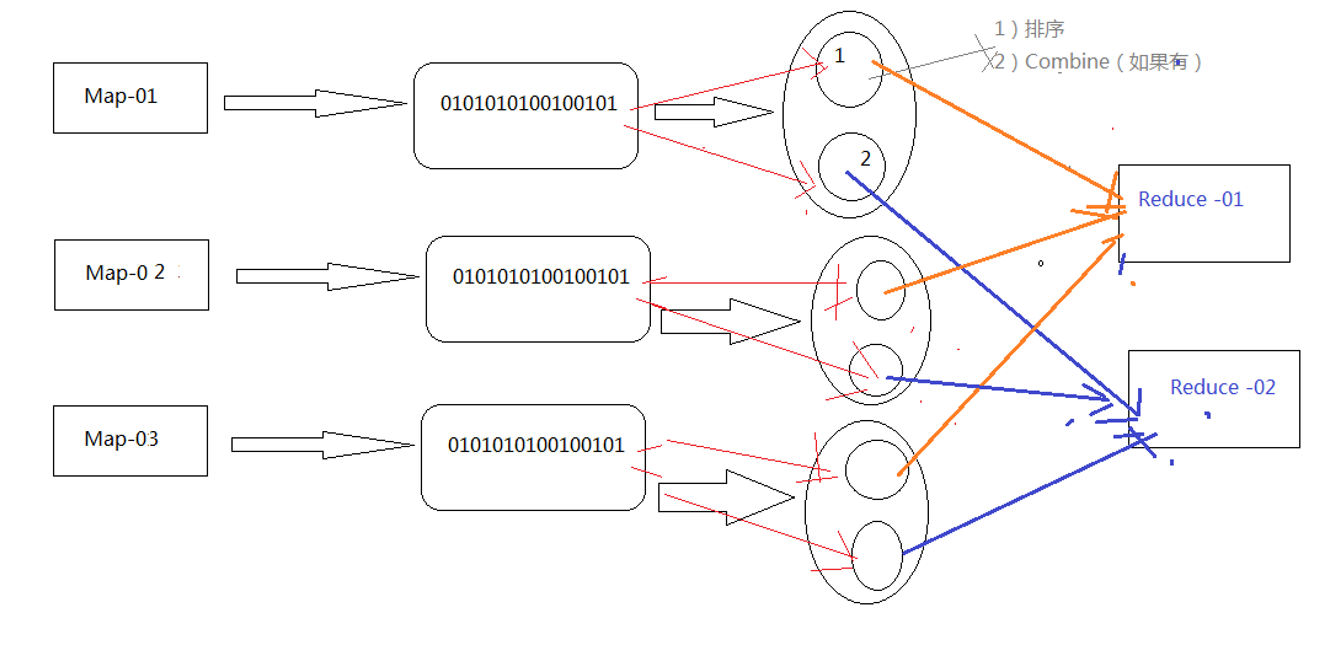 1）排序
2）Combine（如果有）
Map-01
0101010100100101
1
2
Reduce -01
Map-0 2
0101010100100101
Reduce -02
Map-03
0101010100100101